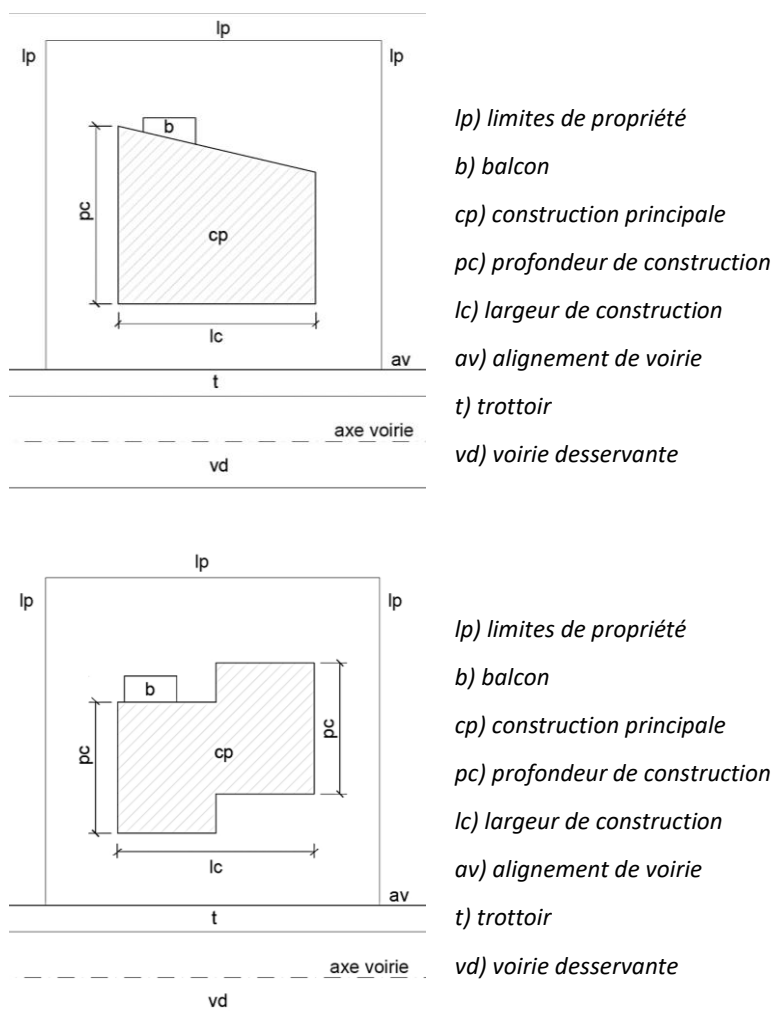 lp
lp
lp
b
pc
cp
lc
av
t
axe voirie
vd
lp) limites de propriété
b) balcon
cp) construction principale
pc) profondeur de construction
lc) largeur de construction
av) alignement de voirie
t) trottoir
vd) voirie desservante
lp
lp
lp
b
pc
pc
cp
lc
av
t
axe voirie
vd
lp) limites de propriété
b) balcon
cp) construction principale
pc) profondeur de construction
lc) largeur de construction
av) alignement de voirie
t) trottoir
vd) voirie desservante